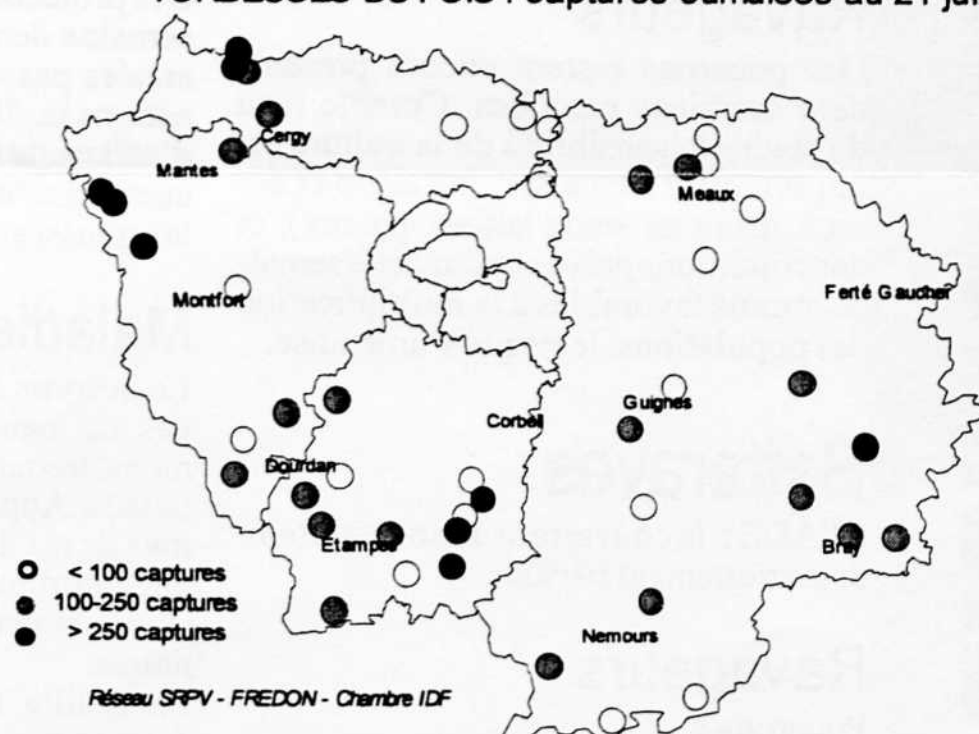 captures cumulées au 21 jui
Cergy
Mantes
Meaux
Montfort
Ferté Gaucher
Guignes
Corbeil
Dourdan
Etampes
Bray
Nemours
< 100 captures
100-250 captures
> 250 captures
Réseau SRPV - FREDON - Chambre IDF